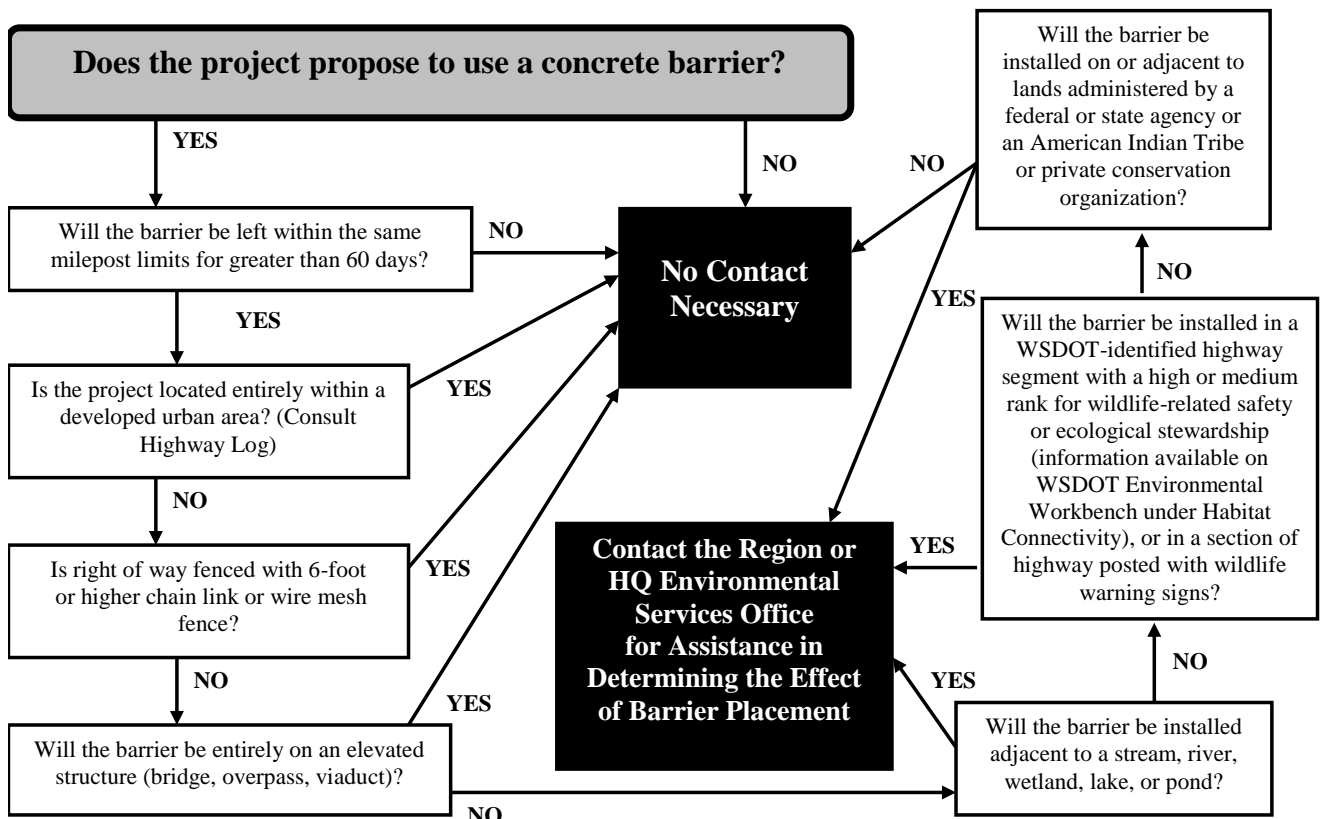 Does the project propose to use a concrete barrier?
YES
NO
Will the barrier be left within the same
milepost limits for greater than 60 days?
NO
YES
Is the project located entirely within a
developed urban area? (Consult
Highway Log)
YES
NO
Is right of way fenced with 6-foot
or higher chain link or wire mesh
fence?
YES
NO
Will the barrier be entirely on an elevated
structure (bridge, overpass, viaduct)?
YES
NO
No Contact
Necessary
Contact the Region or
HQ Environmental
Services Office
for Assistance in
Determining the Effect
of Barrier Placement
Will the barrier be installed
adjacent to a stream, river,
wetland, lake, or pond?
YES
NO
Will the barrier be installed in a
WSDOT-identified highway
segment with a high or medium
rank for wildlife-related safety
or ecological stewardship
(information available on
WSDOT Environmental
Workbench under Habitat
Connectivity), or in a section of
highway posted with wildlife
warning signs?
YES
NO
Will the barrier be
installed on or adjacent to
lands administered by a
federal or state agency or
an American Indian Tribe
or private conservation
organization?
NO
YES